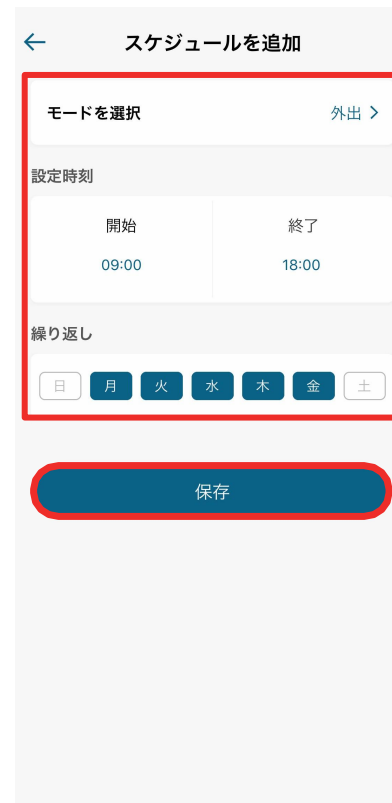 スケジュールを追加
モードを選択 外出
設定時刻
開始 終了
09:00 18:00
繰り返し
日 月 火 水 木 金 土
保存